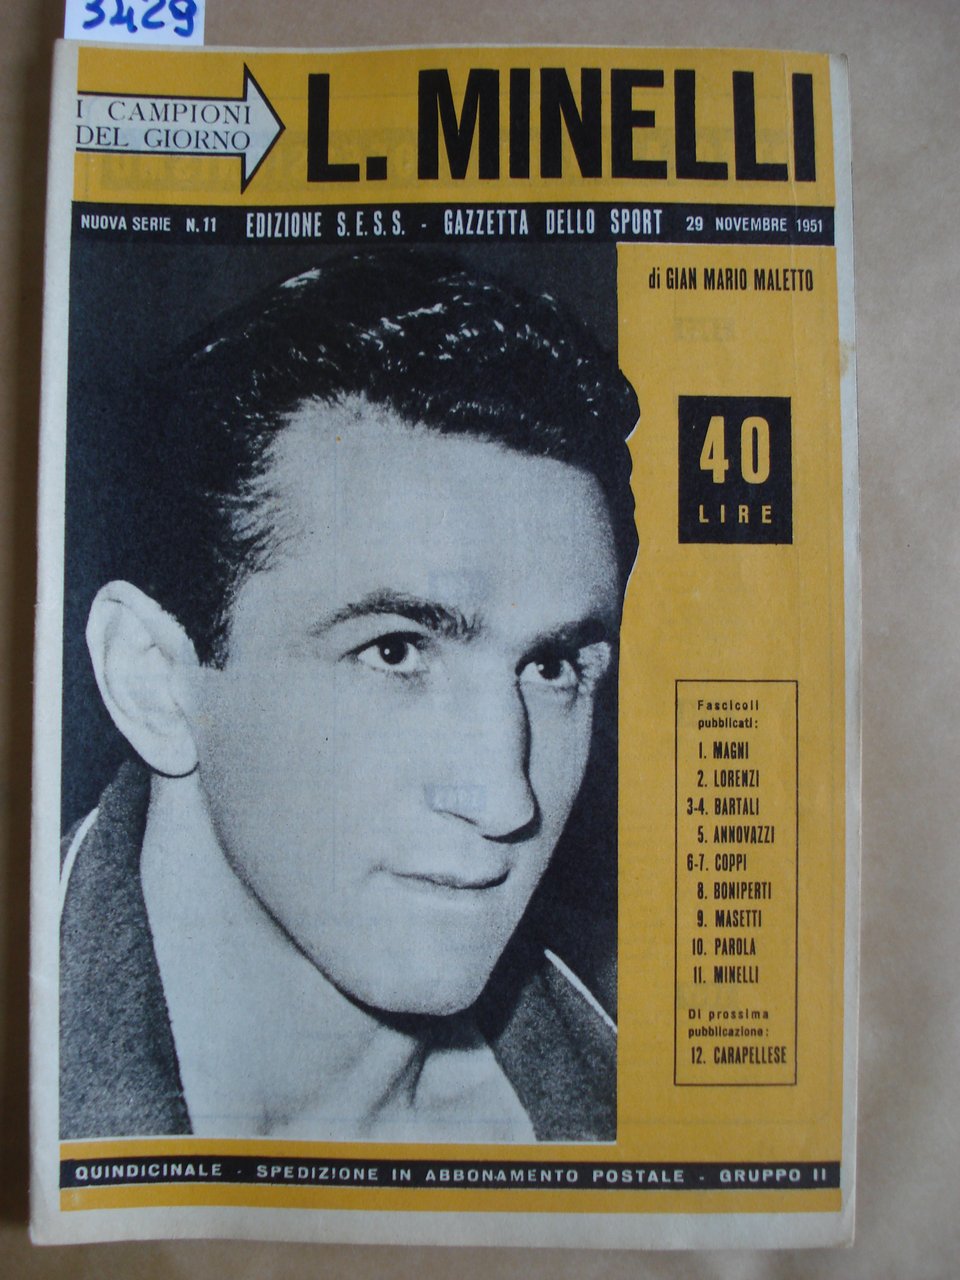 3429
I CAMPIONI
DEL GIORNO
L. MINELLI
NUOVA SERIE N. 11 EDIZIONE S.E.S.S. - GAZZETTA DELLO SPORT 29 NOVEMBRE 1951
di GIAN MARIO MALETTO
40
LIRE
Fascicoli
pubblicati:
1. MAGNI
2. LORENZI
3-4. BARTALI
5. ANNOVAZZI
6-7. COPPI
8. BONIPERTI
9. MASETTI
10. PAROLA
11. MINELLI
Di prossima
pubblicazione:
12. CARAPELLESE
QUINDICINALE - SPEDIZIONE IN ABBONAMENTO POSTALE - GRUPPO II